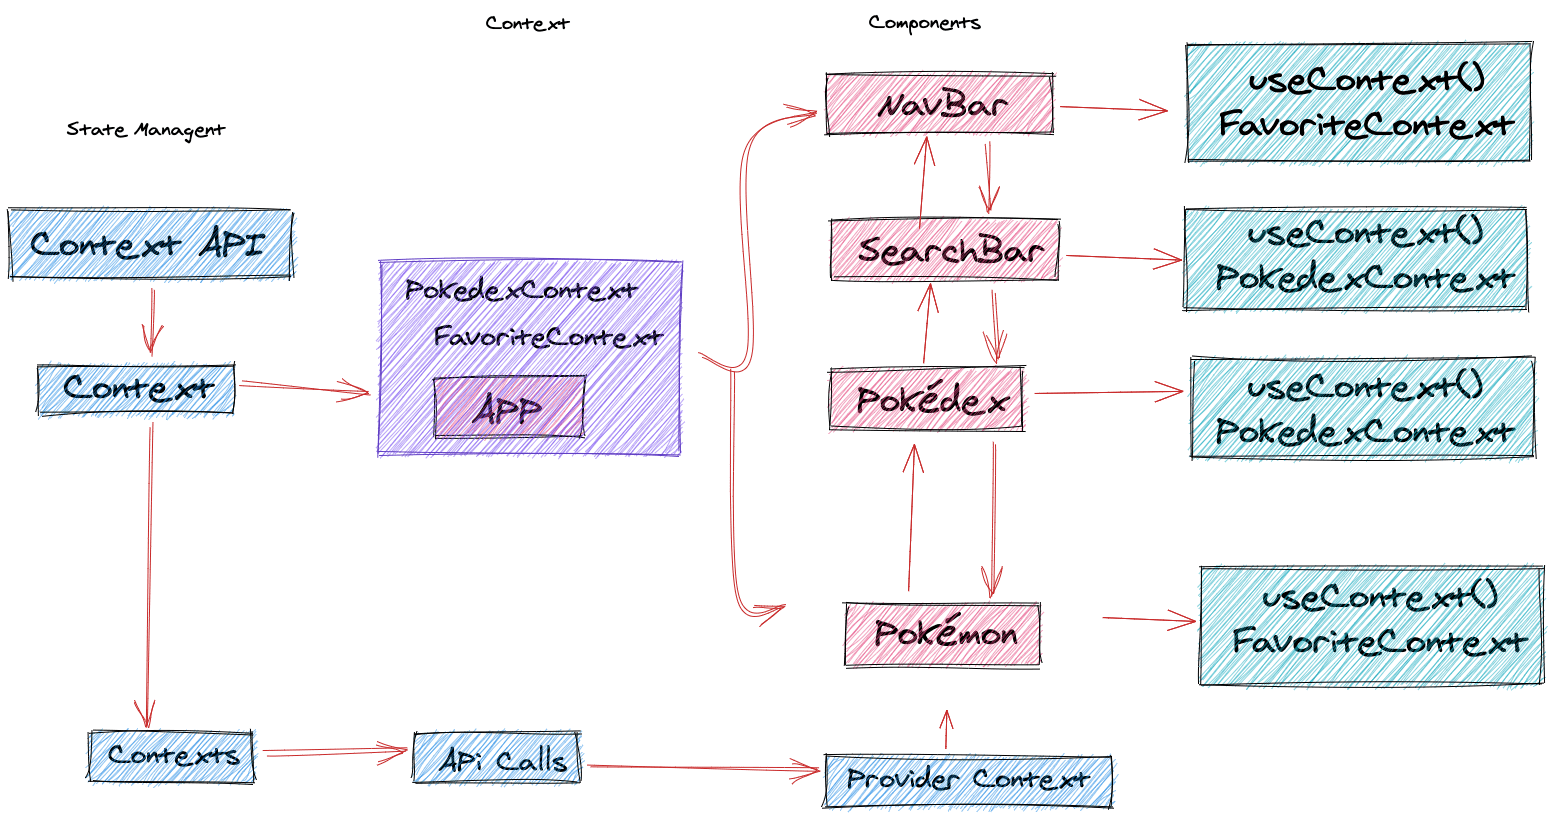 Context
Components
State Managent
Context API
Context
PokedexContext
FavoriteContext
APP
NavBar
useContext()
FavoriteContext
SearchBar
useContext()
PokedexContext
Pokédex
useContext()
PokedexContext
Pokémon
useContext()
FavoriteContext
Contexts
APi Calls
Provider Context